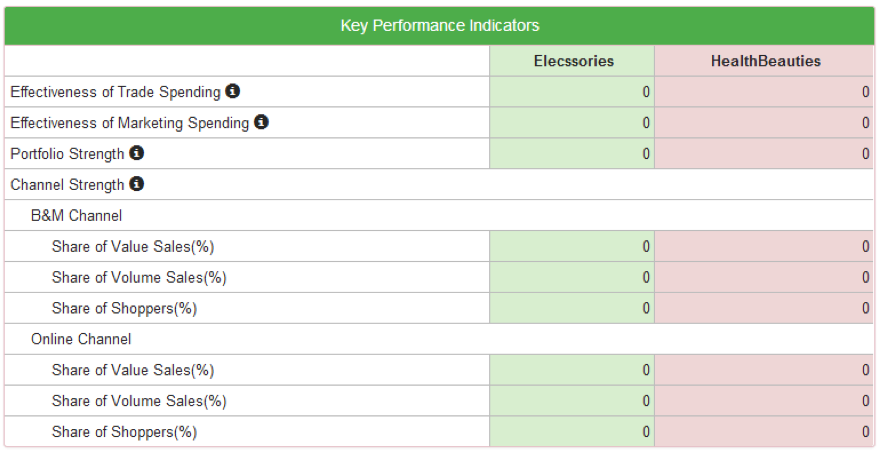 Key Performance Indicators
Elecssories HealthBeauties
Effectiveness of Trade Spending 0 0
Effectiveness of Marketing Spending 0 0
Portfolio Strength 0 0
Channel Strength
B&M Channel
Share of Value Sales(%) 0 0
Share of Volume Sales(%) 0 0
Share of Shoppers(%) 0 0
Online Channel
Share of Value Sales(%) 0 0
Share of Volume Sales(%) 0 0
Share of Shoppers(%) 0 0